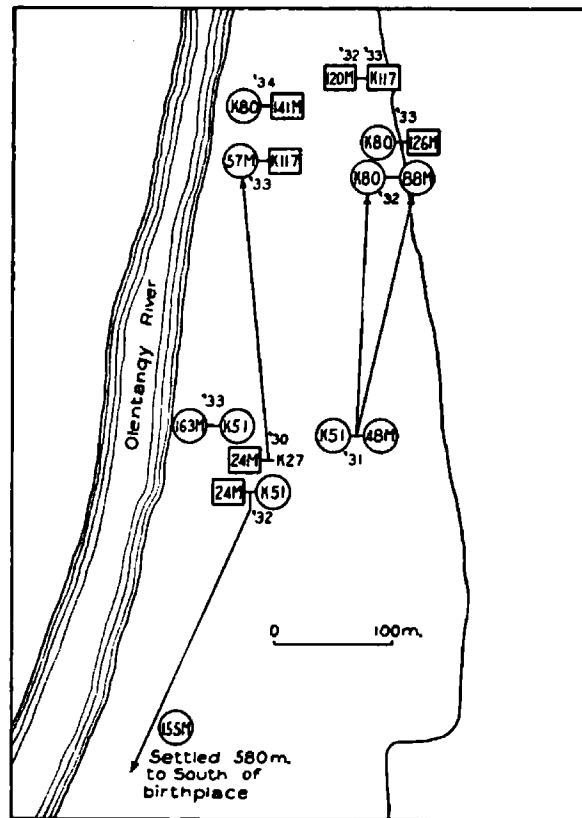 '32 '33
120M K117
'34
K80 141M
'33
K80 126M
57M K117
'33
K80 88M
'32
Olentangy River
'33
163M K51
'30
24M K27
K51 48M
'31
24M K51
'32
0 100m.
155M
Settled 580m.
to South of
birthplace